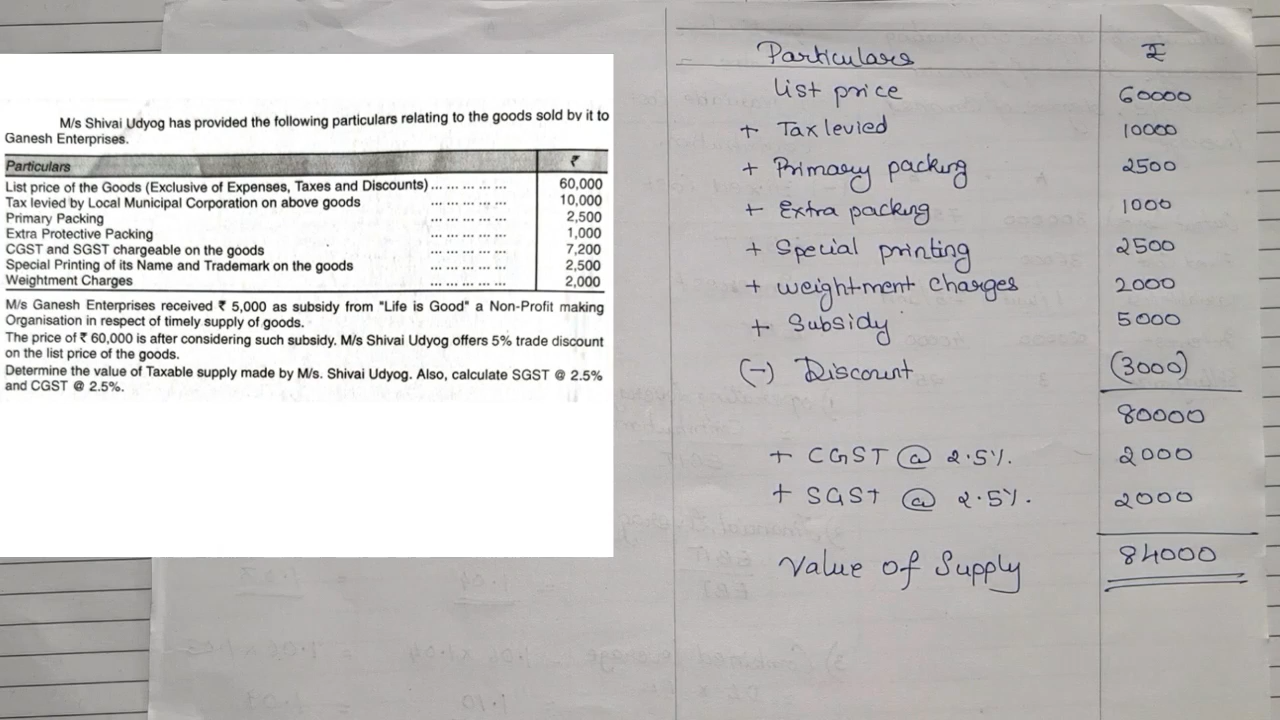 M/s Shivai Udyog has provided the following particulars relating to the goods sold by it to
Ganesh Enterprises.
Particulars ₹
List price of the Goods (Exclusive of Expenses, Taxes and Discounts) ... ... ... ... ... 60,000
Tax levied by Local Municipal Corporation on above goods ... ... ... ... ... 10,000
Primary Packing ... ... ... ... ... 2,500
Extra Protective Packing ... ... ... ... ... 1,000
CGST and SGST chargeable on the goods ... ... ... ... ... 7,200
Special Printing of its Name and Trademark on the goods ... ... ... ... ... 2,500
Weightment Charges ... ... ... ... ... 2,000
M/s Ganesh Enterprises received ₹ 5,000 as subsidy from "Life is Good" a Non-Profit making
Organisation in respect of timely supply of goods.
The price of ₹ 60,000 is after considering such subsidy. M/s Shivai Udyog offers 5% trade discount
on the list price of the goods.
Determine the value of Taxable supply made by M/s. Shivai Udyog. Also, calculate SGST @ 2.5%
and CGST @ 2.5%.
Particulars ₹
List price 60000
+ Tax levied 10000
+ Primary packing 2500
+ Extra packing 1000
+ Special printing 2500
+ weightment charges 2000
+ Subsidy 5000
(-) Discount (3000)
80000
+ CGST @ 2.5%. 2000
+ SGST @ 2.5%. 2000
Value of Supply 84000